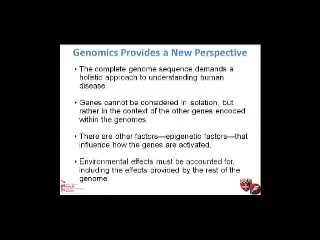 Genomics Provides a New Perspective
• The complete genome sequence demands a
holistic approach to understanding human
disease
• Genes cannot be considered in isolation, but
rather in the context of the other genes encoded
within the genomes.
• There are other factors—epigenetic factors—that
influence how the genes are activated.
• Environmental effects must be accounted for,
including the effects provided by the rest of the
genome.